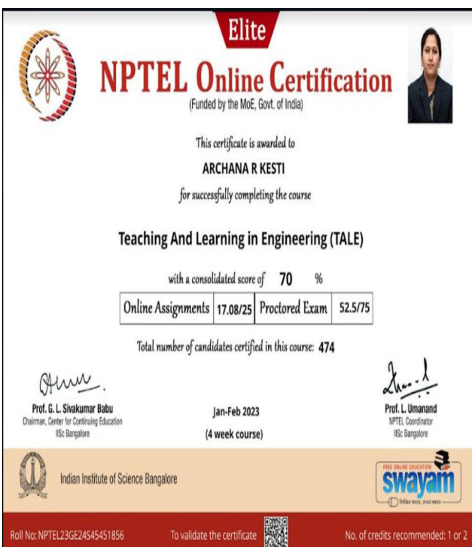 Elite
NPTEL Online Certification
(Funded by the MoE, Govt. of India)
This certificate is awarded to
ARCHANA R KESTI
for successfully completing the course
Teaching And Learning in Engineering (TALE)
with a consolidated score of 70 %
Online Assignments 17.08/25 Proctored Exam 52.5/75
Total number of candidates certified in this course: 474
Prof. G. L. Sivakumar Babu
Chairman, Center for Continuing Education
IISc Bangalore
Jan-Feb 2023
(4 week course)
Prof. L. Umanand
NPTEL Coordinator
IISc Bangalore
Indian Institute of Science Bangalore
FREE ONLINE EDUCATION
swayam
Roll No: NPTEL23GE24S45451856
To validate the certificate
No. of credits recommended: 1 or 2